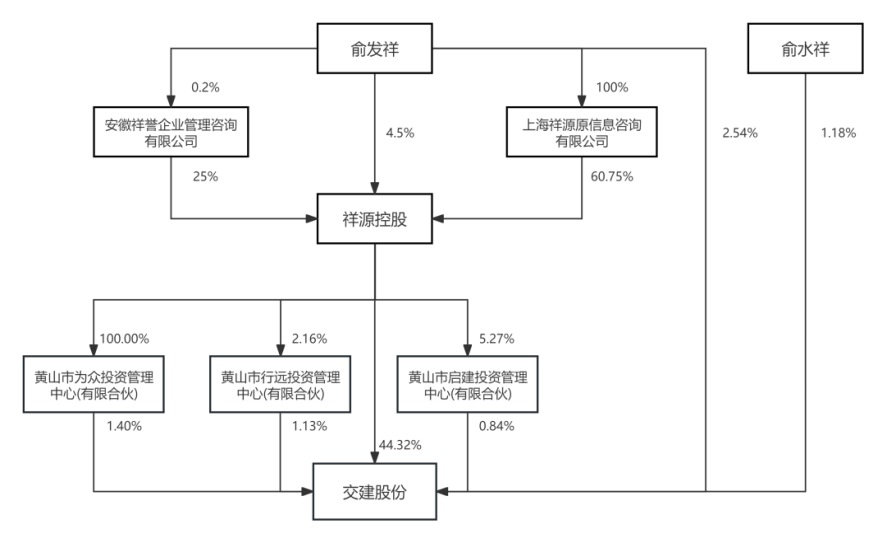 俞发祥
俞水祥
0.2%
100%
安徽祥誉企业管理咨询
有限公司
4.5%
上海祥源原信息咨询
有限公司
2.54%
1.18%
25%
60.75%
祥源控股
100.00%
2.16%
5.27%
黄山市为众投资管理
中心(有限合伙)
黄山市行远投资管理
中心(有限合伙)
黄山市启建投资管理
中心(有限合伙)
1.40%
1.13%
0.84%
44.32%
交建股份